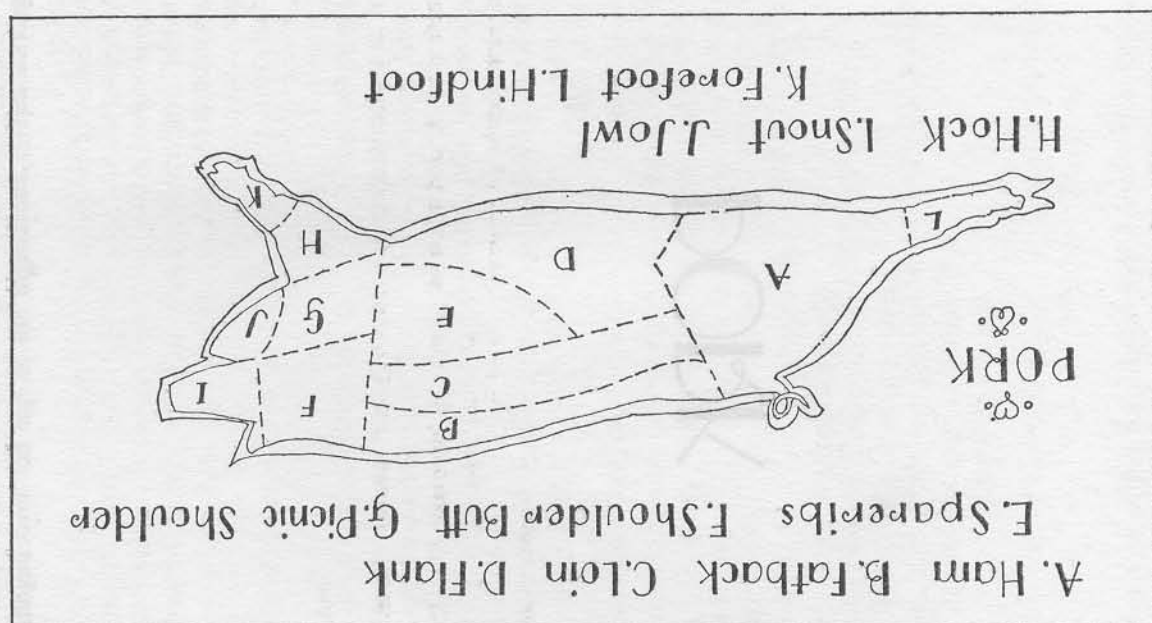 A. Ham B. Fatback C. Loin D. Flank
E. Spareribs F. Shoulder Butt G. Picnic Shoulder
PORK
B
C
F
I
E
G
J
A
D
H
L
K
H. Hock I. Snout J. Jowl
K. Forefoot L. Hindfoot